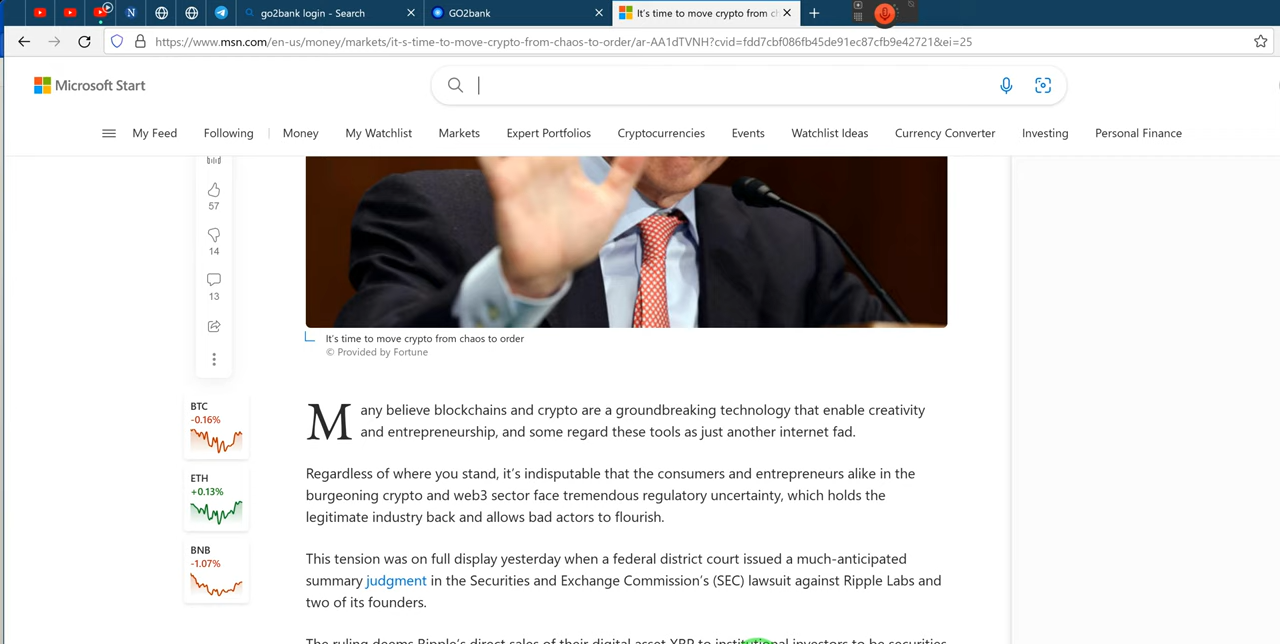 go2bank login - Search
GO2bank
It's time to move crypto from c
https://www.msn.com/en-us/money/markets/it-s-time-to-move-crypto-from-chaos-to-order/ar-AA1dTVNH?cvid=fdd7cbf086fb45de91ec87cfb9e42721&ei=25
Microsoft Start
My Feed Following Money My Watchlist Markets Expert Portfolios Cryptocurrencies Events Watchlist Ideas Currency Converter Investing Personal Finance
57
14
13
It's time to move crypto from chaos to order
© Provided by Fortune
BTC
-0.16%
ETH
+0.13%
BNB
-1.07%
Many believe blockchains and crypto are a groundbreaking technology that enable creativity
and entrepreneurship, and some regard these tools as just another internet fad.
Regardless of where you stand, it's indisputable that the consumers and entrepreneurs alike in the
burgeoning crypto and web3 sector face tremendous regulatory uncertainty, which holds the
legitimate industry back and allows bad actors to flourish.
This tension was on full display yesterday when a federal district court issued a much-anticipated
summary judgment in the Securities and Exchange Commission's (SEC) lawsuit against Ripple Labs and
two of its founders.
The ruling deems Ripple's direct sales of their digital asset XRP to institutional investors to be securities